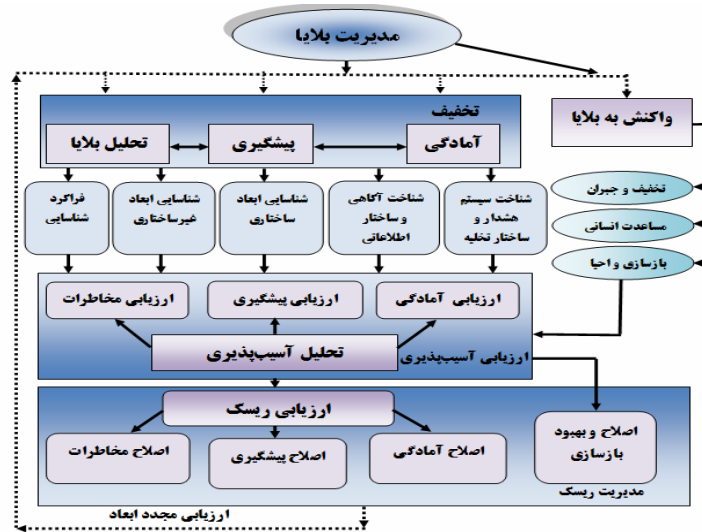 مدیریت بلایا
تخفیف
آمادگی
پیشگیری
تحلیل بلایا
واکنش به بلایا
شناخت سیستم
هشدار و
ساختار تخلیه
شناخت آگاهی
و ساختار
اطلاعاتی
شناسایی ابعاد
ساختاری
شناسایی ابعاد
غیرساختاری
فراگرد
شناسایی
تخفیف و جبران
مساعدت انسانی
بازسازی و احیا
ارزیابی آمادگی
ارزیابی پیشگیری
ارزیابی مخاطرات
تحلیل آسیب‌پذیری
ارزیابی آسیب‌پذیری
ارزیابی ریسک
اصلاح آمادگی
اصلاح پیشگیری
اصلاح مخاطرات
اصلاح و بهبود
بازسازی
مدیریت ریسک
ارزیابی مجدد ابعاد